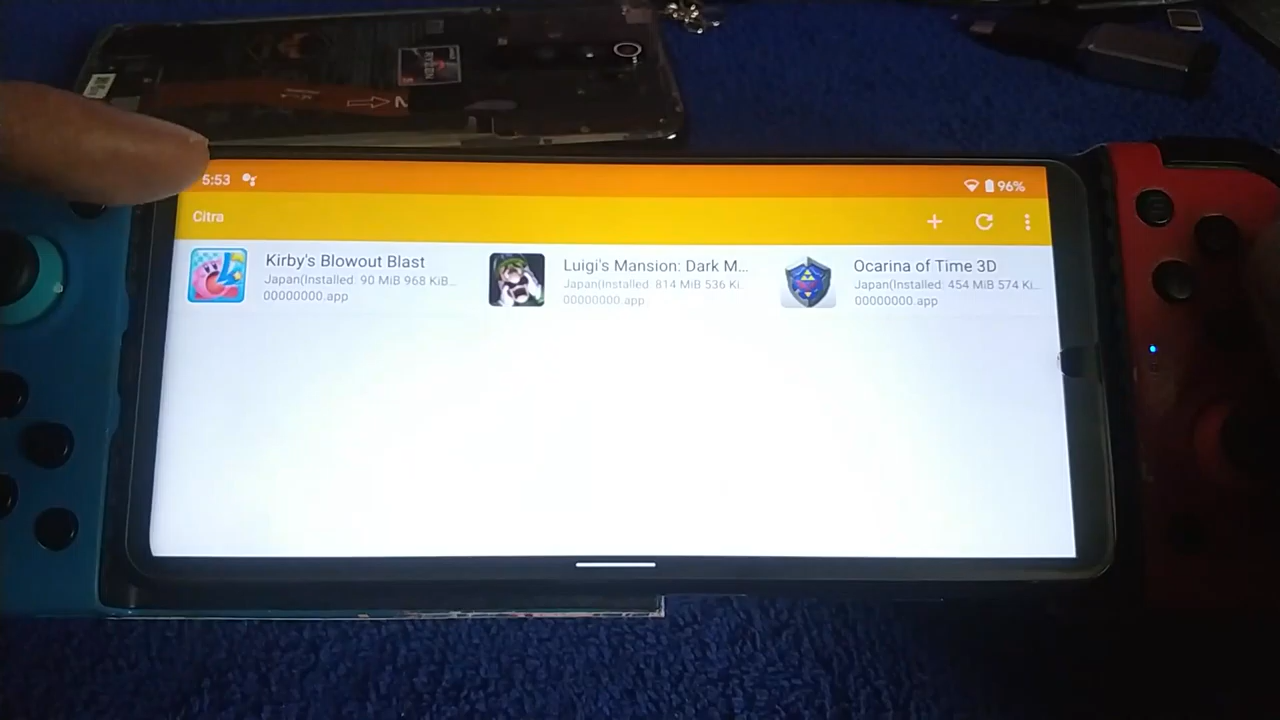 RYZEN
5:53
96%
Citra
Kirby's Blowout Blast
Japan(Installed: 90 MiB 968 KiB...
00000000.app
Luigi's Mansion: Dark M...
Japan(Installed: 814 MiB 536 Ki...
00000000.app
Ocarina of Time 3D
Japan(Installed: 454 MiB 574 Ki...
00000000.app